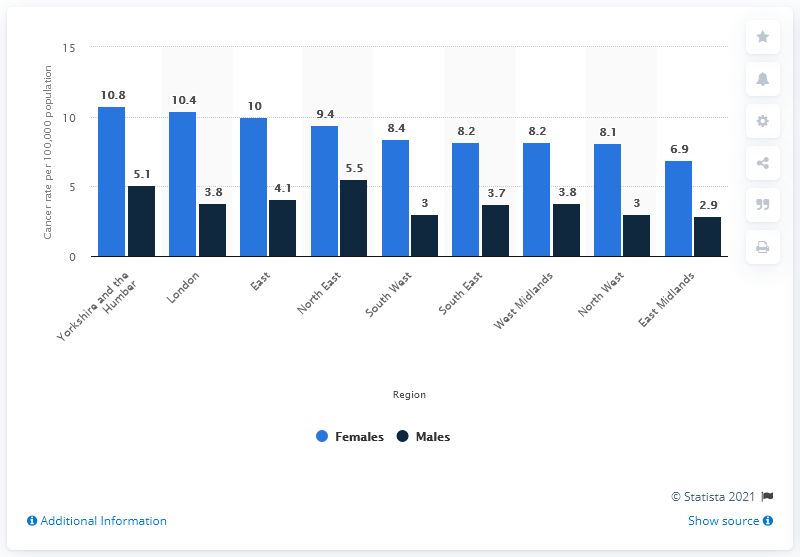 15
10
5
0
Cancer rate per 100,000 population
10.8
5.1
10.4
3.8
10
4.1
9.4
5.5
8.4
3
8.2
3.7
8.2
3.8
8.1
3
6.9
2.9
Yorkshire and the
Humber
London
East
North East
South West
South East
West Midlands
North West
East Midlands
Region
Females
Males
© Statista 2021
Additional Information
Show source